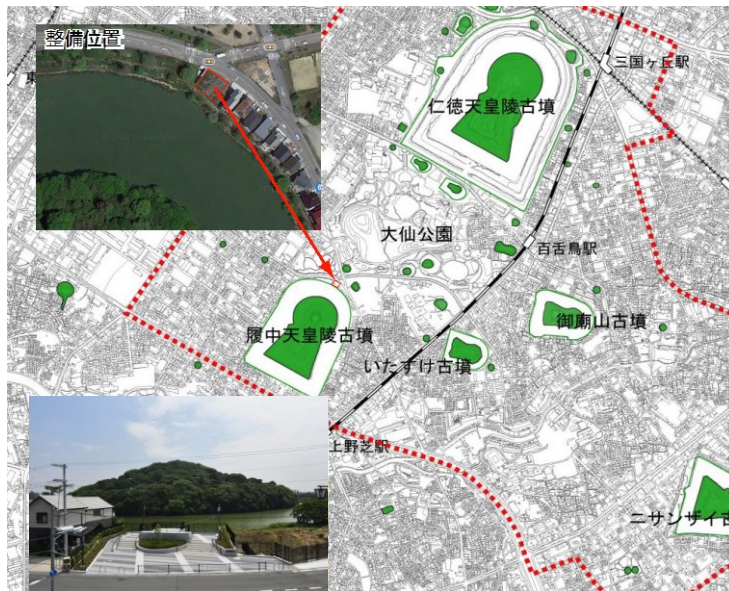 整備位置
東
三国ヶ丘駅
仁徳天皇陵古墳
大仙公園
百舌鳥駅
履中天皇陵古墳
御廟山古墳
いたすけ古墳
上野芝駅
ニサンザイ古